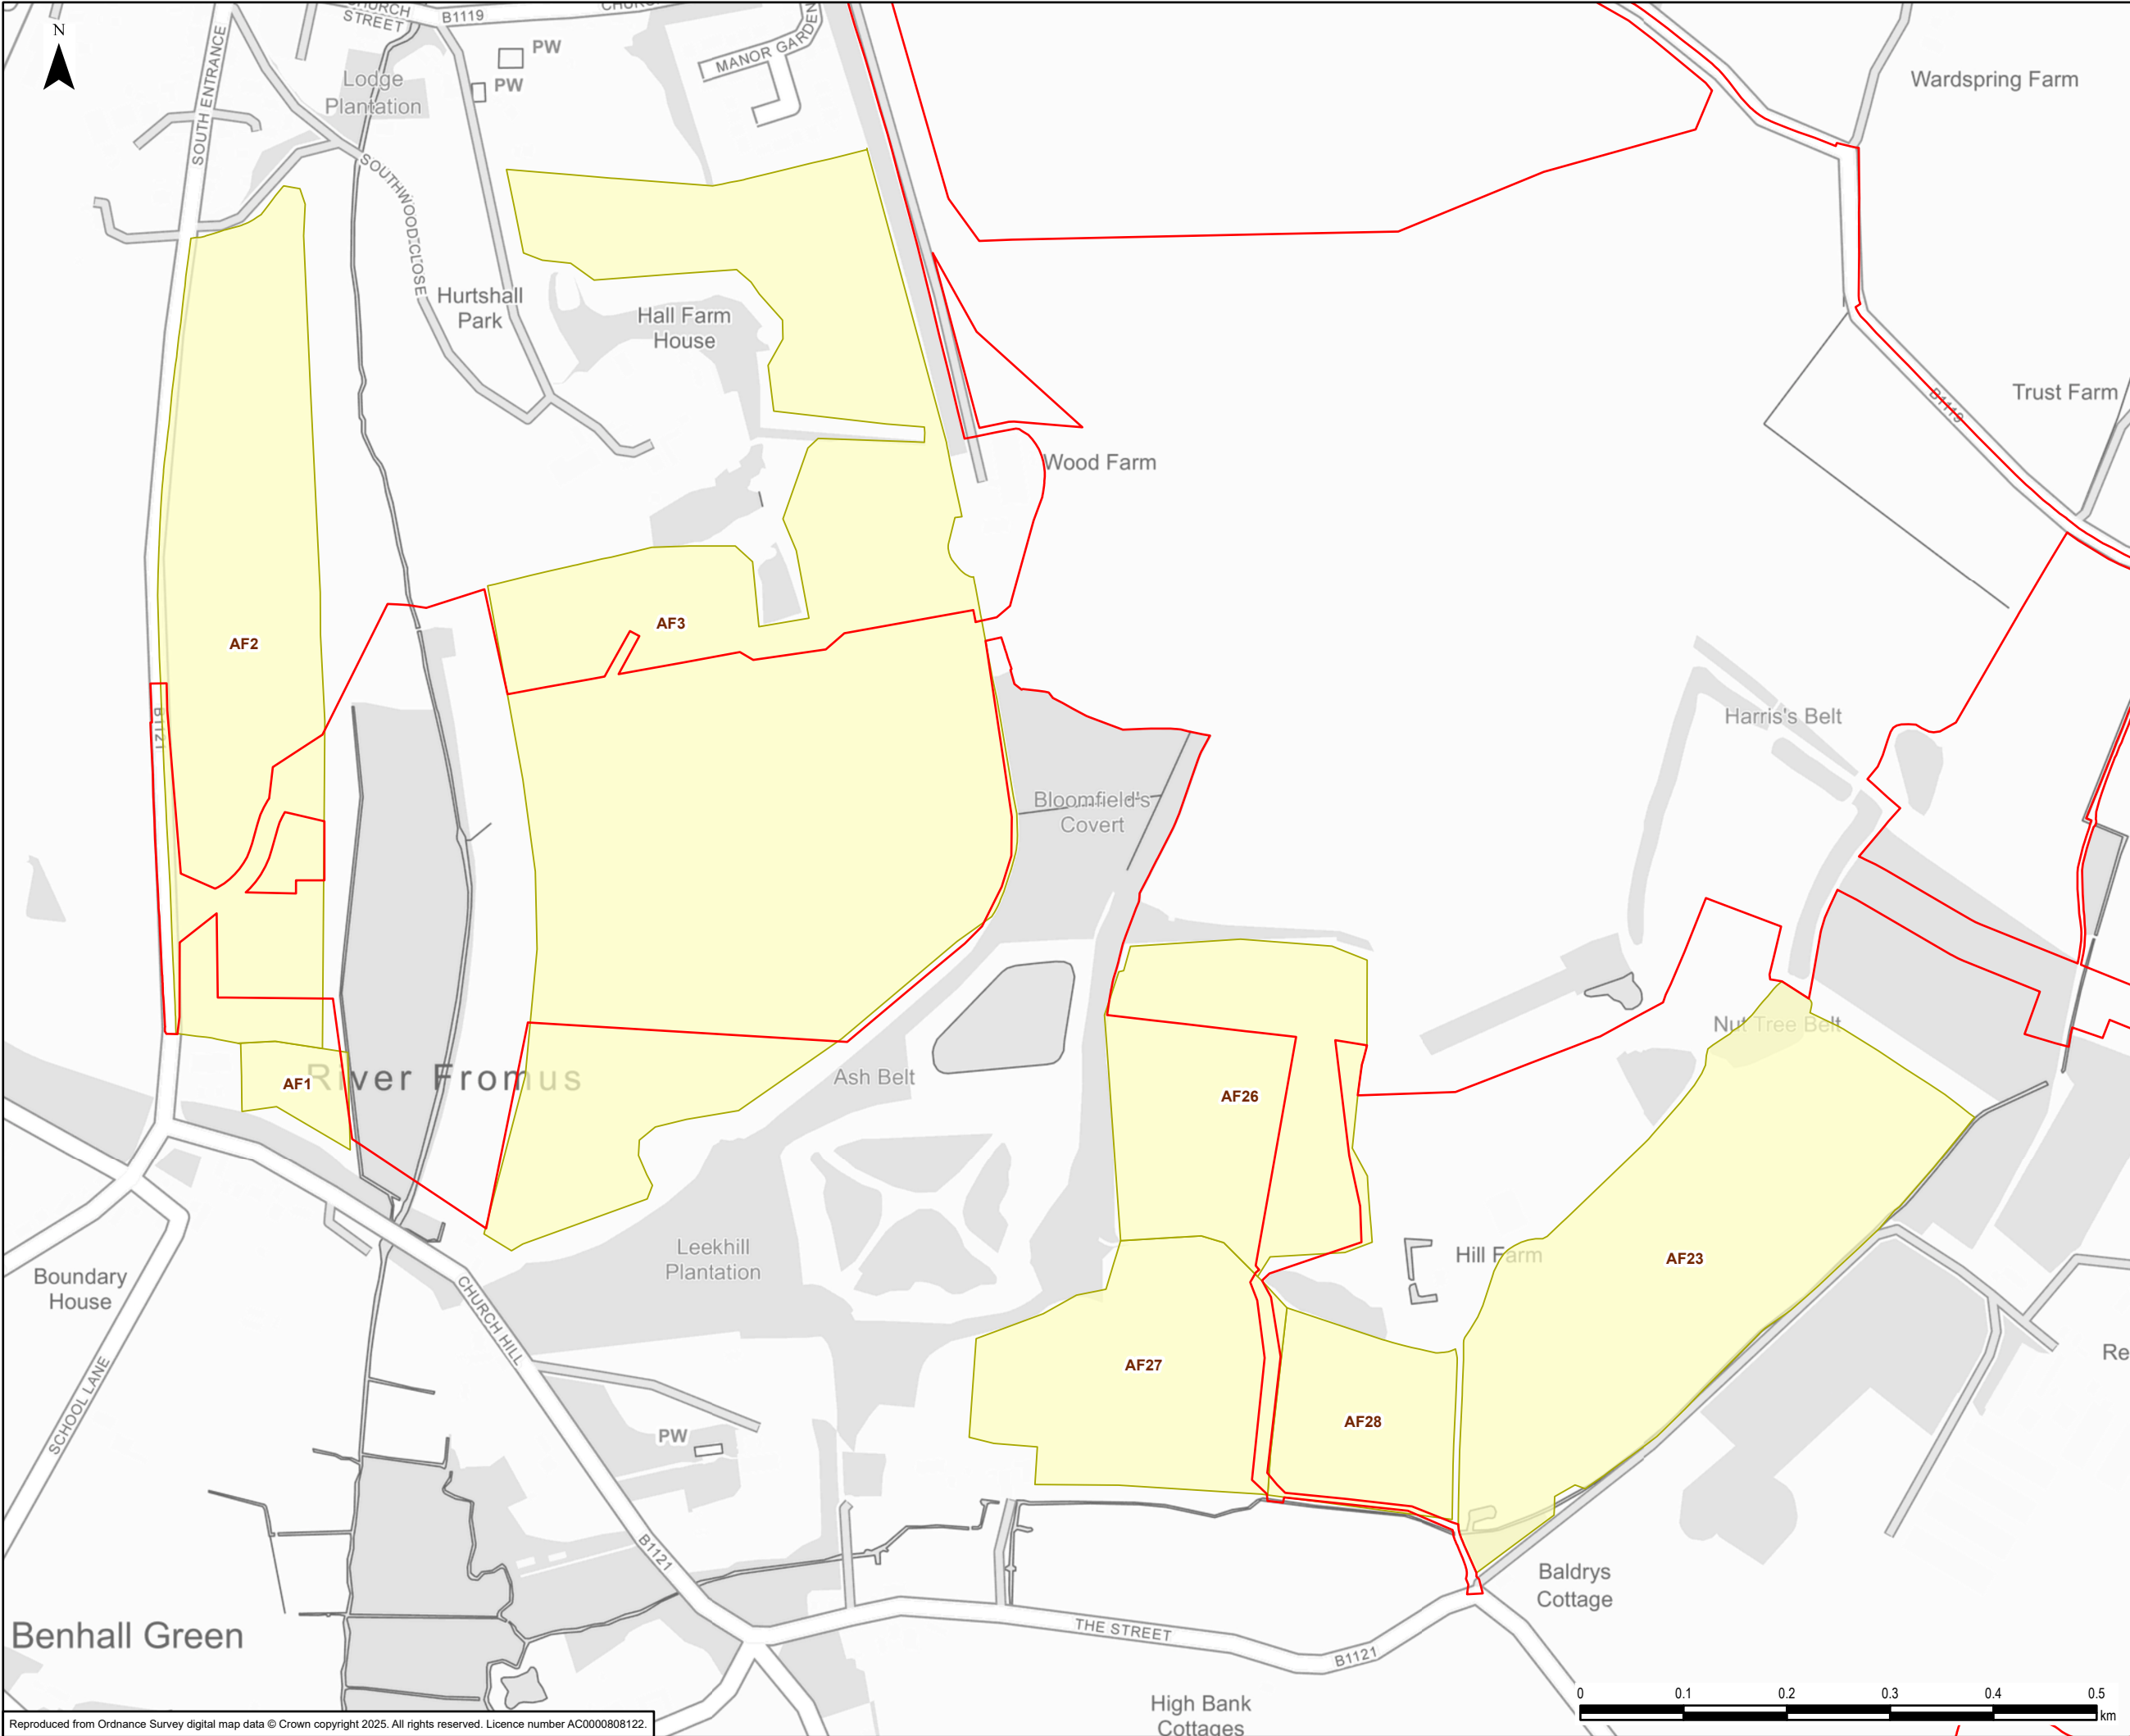 N
CHURCH
STREET
B1119
PW
PW
MANOR GARDEN
SOUTH ENTRANCE
Lodge
Plantation
Wardspring Farm
SOUTHWOOD CLOSE
Hurtshall
Park
Hall Farm
House
Trust Farm
B1119
Wood Farm
AF3
AF2
B1121
Harris's Belt
Bloomfield's
Covert
Nut Tree Belt
River Fromus
AF1
Ash Belt
AF26
Leekhill
Plantation
Hill Farm
AF23
Boundary
House
CHURCH HILL
AF27
Re
SCHOOL LANE
AF28
PW
B1121
Baldrys
Cottage
THE STREET
B1121
Benhall Green
High Bank
Cottages
0 0.1 0.2 0.3 0.4 0.5
km
Reproduced from Ordnance Survey digital map data © Crown copyright 2025. All rights reserved. Licence number AC0000808122.